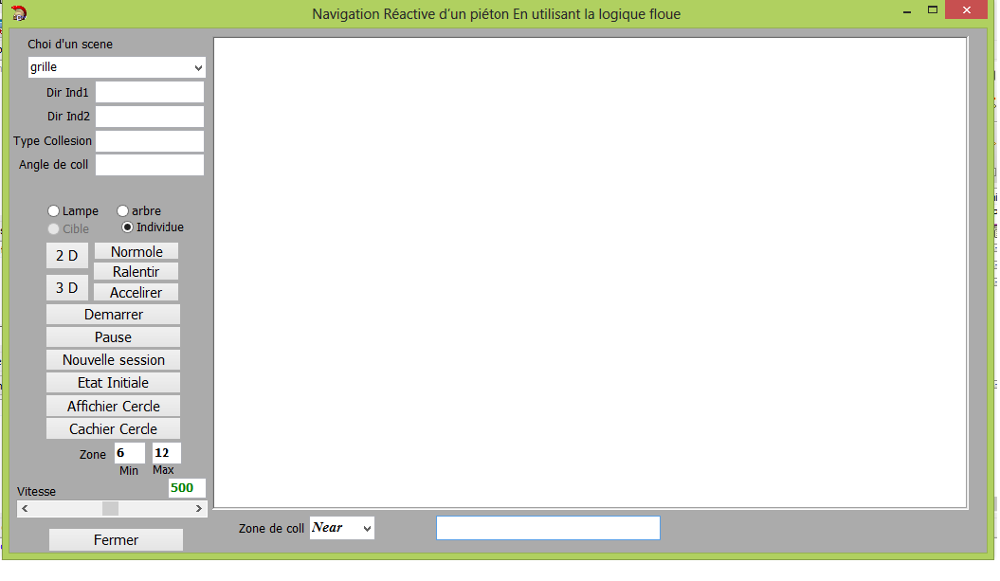 Navigation Réactive d'un piéton En utilisant la logique floue
Choi d'un scene
grille
Dir Ind1
Dir Ind2
Type Collesion
Angle de coll
Lampe arbre
Cible Individue
2 D
Normole
Ralentir
3 D
Accelirer
Demarrer
Pause
Nouvelle session
Etat Initiale
Affichier Cercle
Cachier Cercle
Zone 6 12
Min Max
Vitesse 500
Fermer
Zone de coll Near